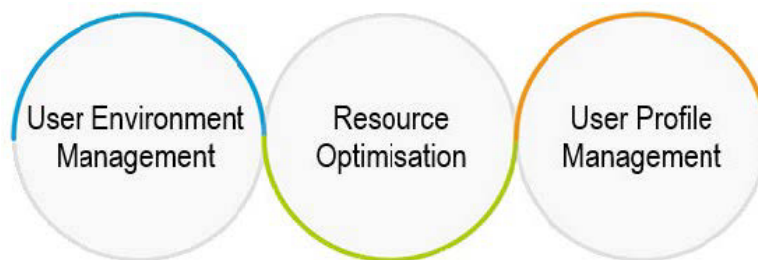 User Environment
Management
Resource
Optimisation
User Profile
Management